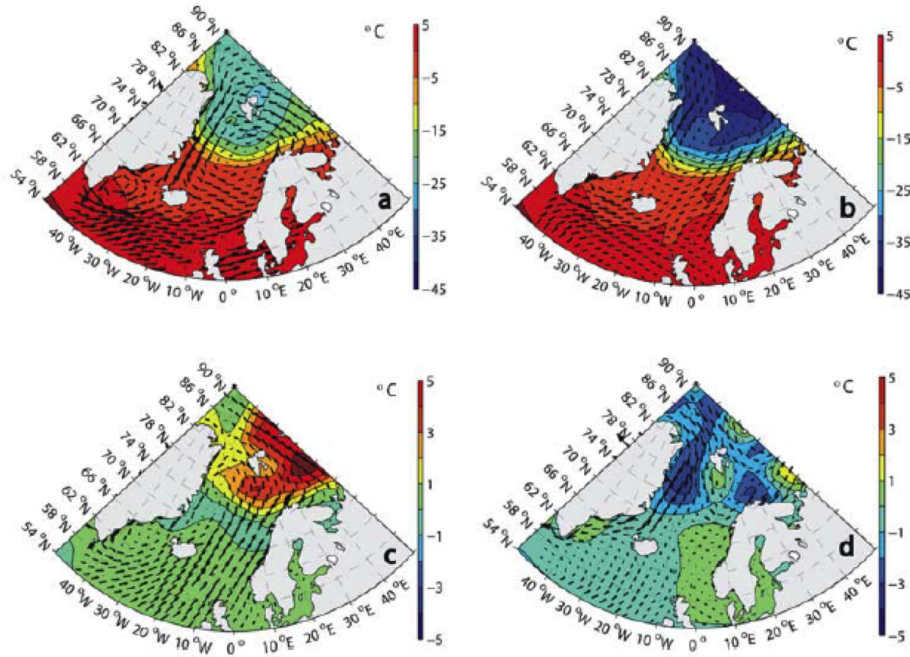 90°N
86°N
82°N
78°N
74°N
70°N
66°N
62°N
58°N
54°N
40°W
30°W
20°W
10°W
0°
10°E
20°E
30°E
40°E
a
°C
5
-5
-15
-25
-35
-45
90°N
86°N
82°N
78°N
74°N
70°N
66°N
62°N
58°N
54°N
40°W
30°W
20°W
10°W
0°
10°E
20°E
30°E
40°E
b
°C
5
-5
-15
-25
-35
-45
90°N
86°N
82°N
78°N
74°N
70°N
66°N
62°N
58°N
54°N
40°W
30°W
20°W
10°W
0°
10°E
20°E
30°E
40°E
c
°C
5
3
1
-1
-3
-5
90°N
86°N
82°N
78°N
74°N
70°N
66°N
62°N
58°N
54°N
40°W
30°W
20°W
10°W
0°
10°E
20°E
30°E
40°E
d
°C
5
3
1
-1
-3
-5